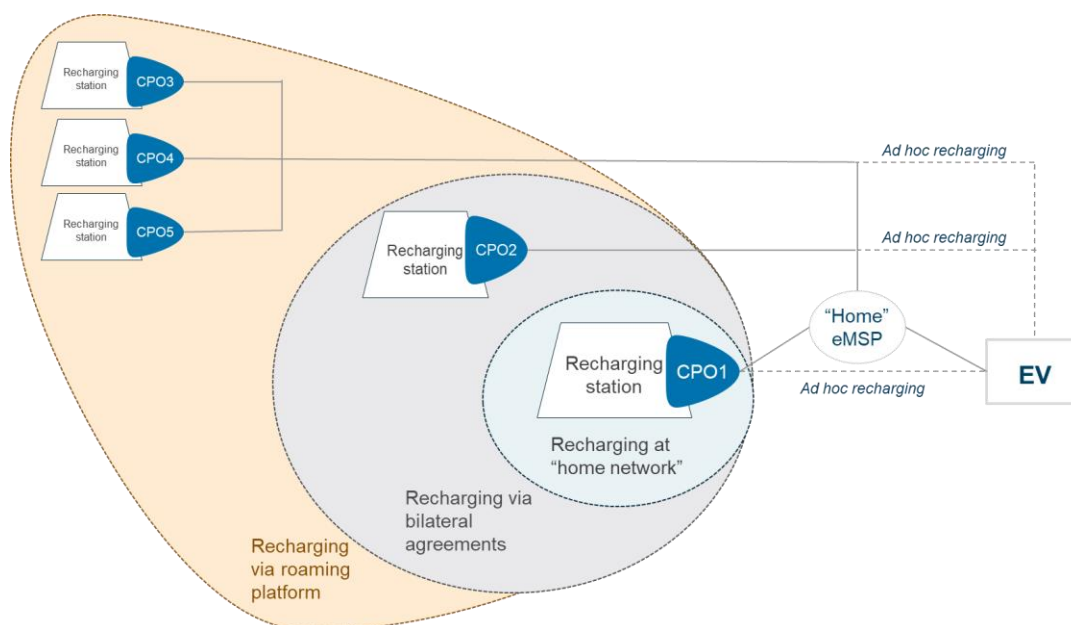 Recharging
station
CPO3
Recharging
station
CPO4
Ad hoc recharging
Recharging
station
CPO5
Recharging
station
CPO2
Ad hoc recharging
“Home”
eMSP
Recharging
station
CPO1
EV
Ad hoc recharging
Recharging at
“home network”
Recharging via
bilateral
agreements
Recharging
via roaming
platform